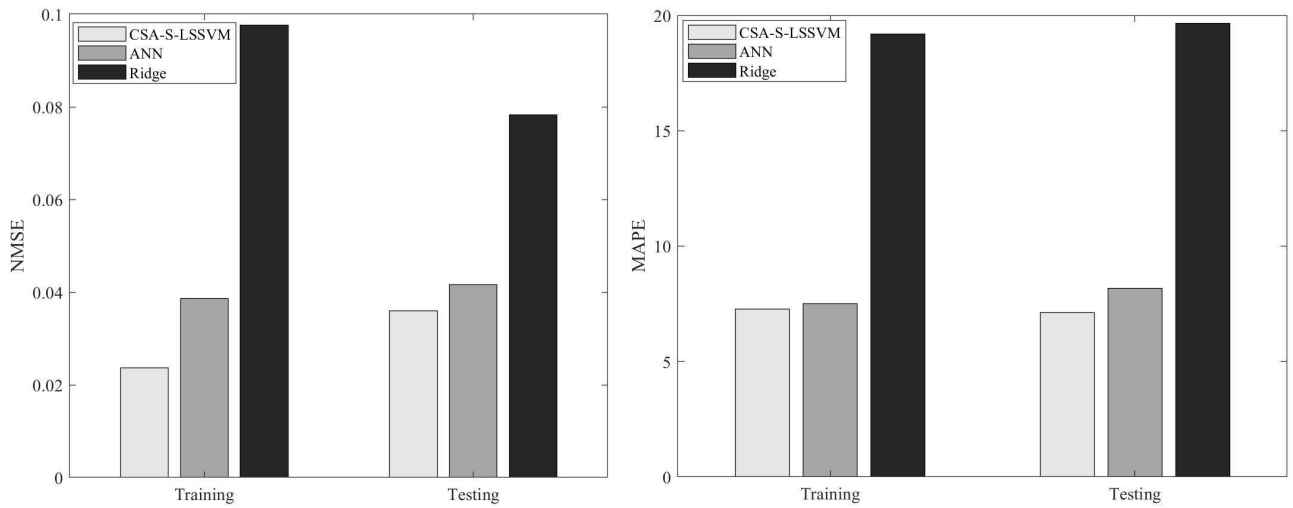 NMSE
0.1
0.08
0.06
0.04
0.02
0
CSA-S-LSSVM
ANN
Ridge
Training
Testing
MAPE
20
15
10
5
0
CSA-S-LSSVM
ANN
Ridge
Training
Testing